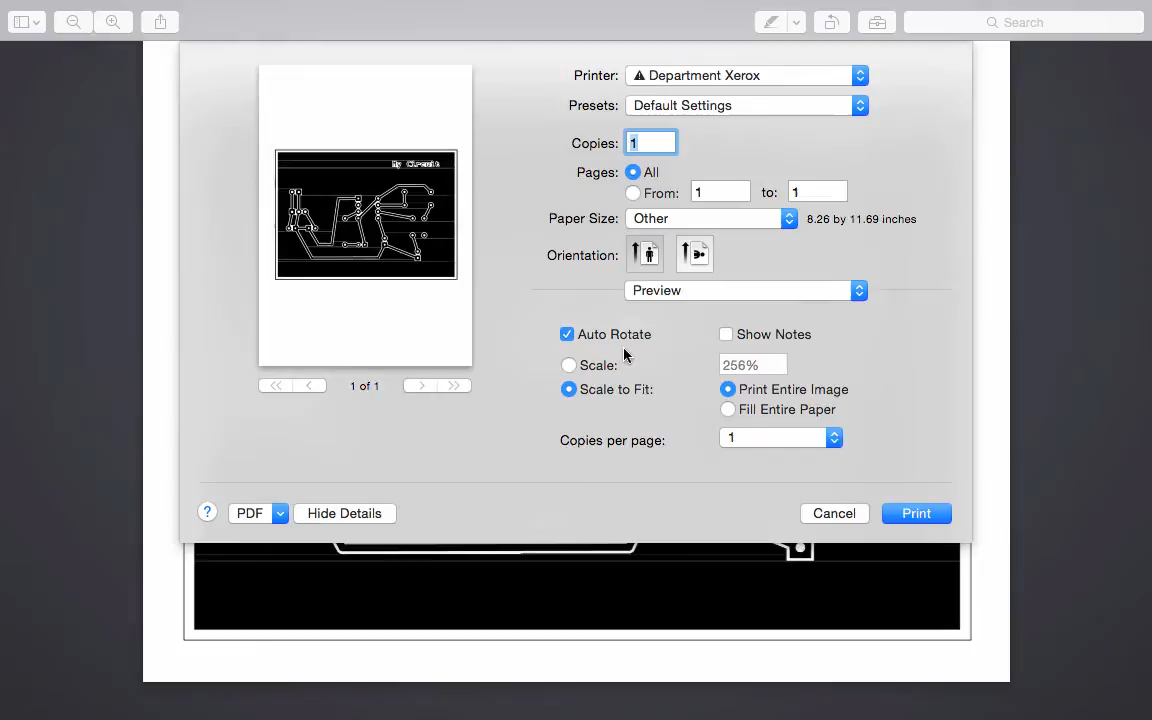 Search
Printer: Department Xerox
Presets: Default Settings
Copies: 1
Pages: All
From: 1 to: 1
Paper Size: Other 8.26 by 11.69 inches
Orientation:
Preview
Auto Rotate Show Notes
Scale: 256%
Scale to Fit: Print Entire Image
Fill Entire Paper
Copies per page: 1
My Circuit
1 of 1
? PDF Hide Details Cancel Print